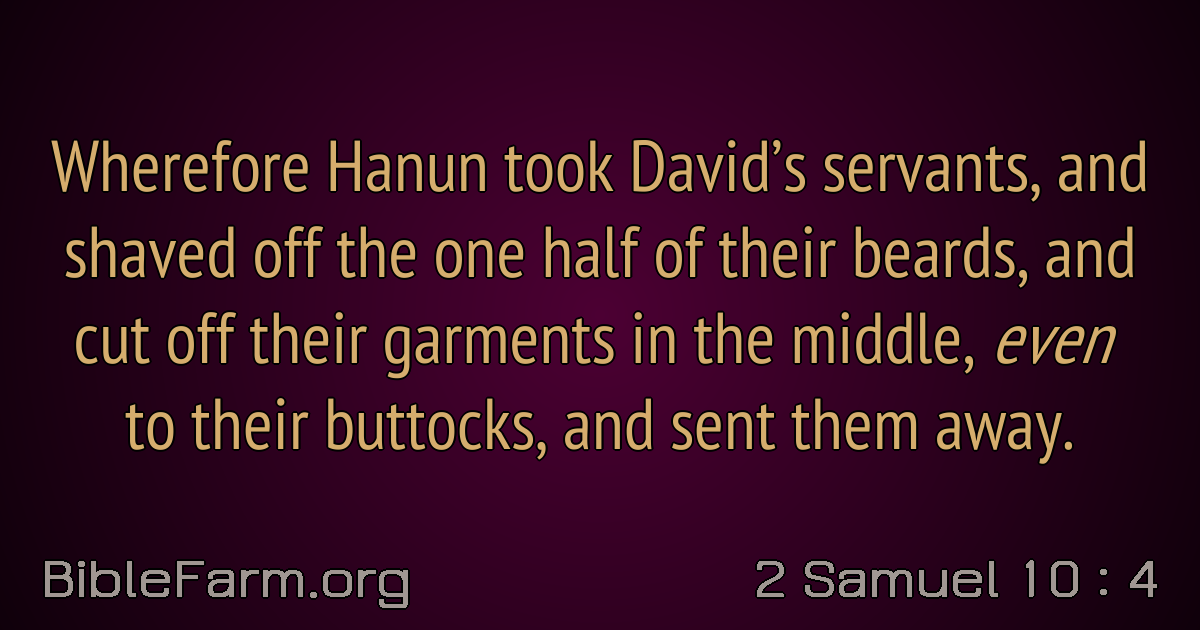 Wherefore Hanun took David’s servants, and
shaved off the one half of their beards, and
cut off their garments in the middle, even
to their buttocks, and sent them away.
BibleFarm.org
2 Samuel 10 : 4